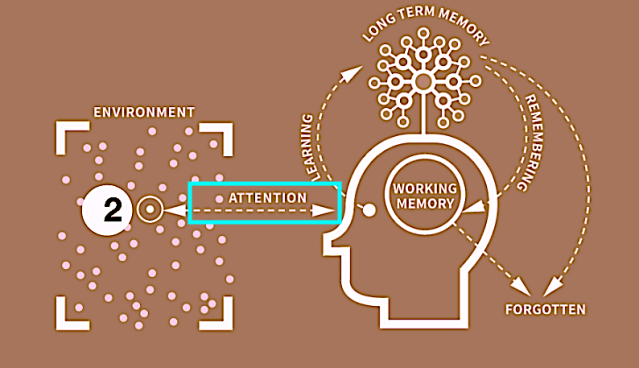 LONG TERM MEMORY
ENVIRONMENT
LEARNING
REMEMBERING
2
ATTENTION
WORKING
MEMORY
FORGOTTEN